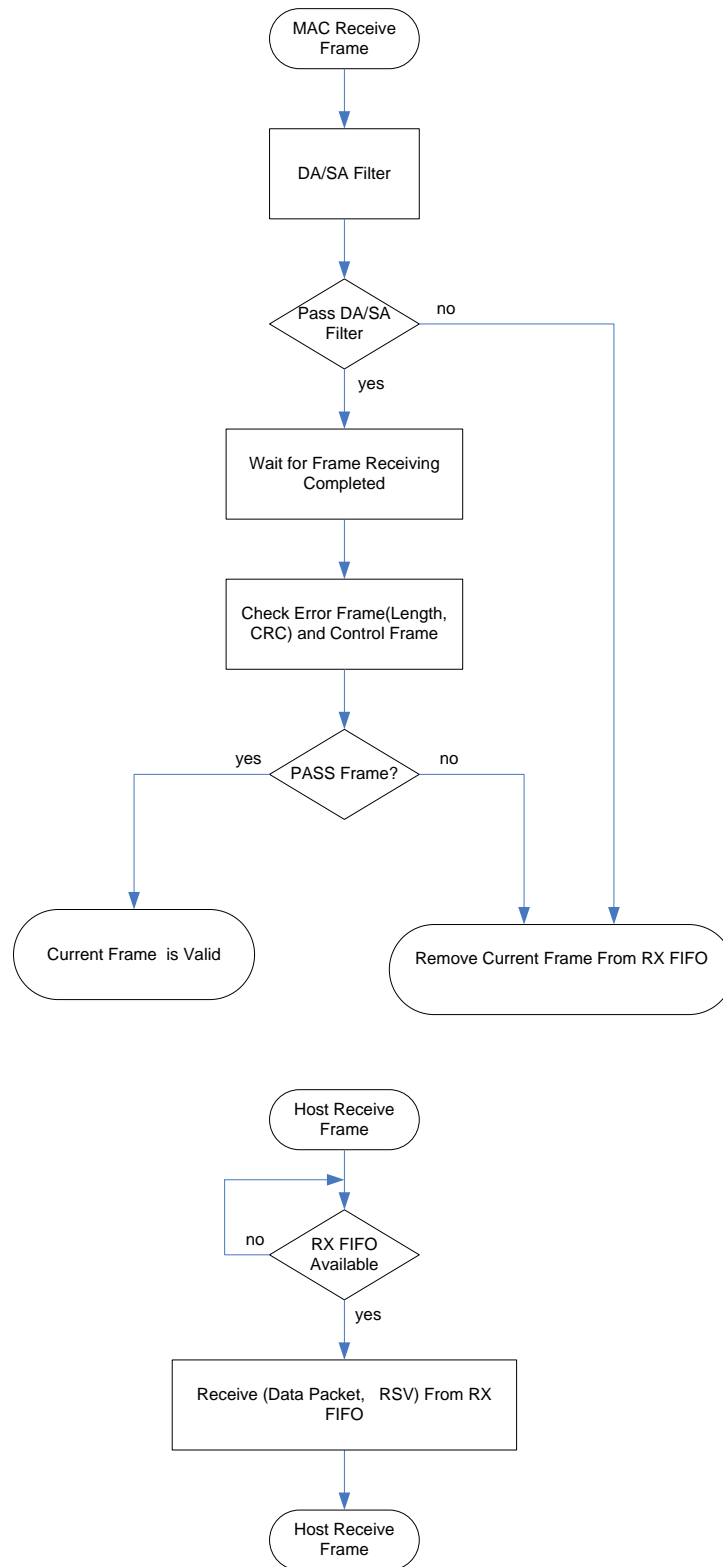 MAC Receive
Frame
DA/SA Filter
Pass DA/SA
Filter
no
yes
Wait for Frame Receiving
Completed
Check Error Frame(Length,
CRC) and Control Frame
yes
PASS Frame?
no
Current Frame  is Valid
Remove Current Frame From RX FIFO
Host Receive
Frame
no
RX FIFO
Available
yes
Receive (Data Packet,   RSV) From RX
FIFO
Host Receive
Frame